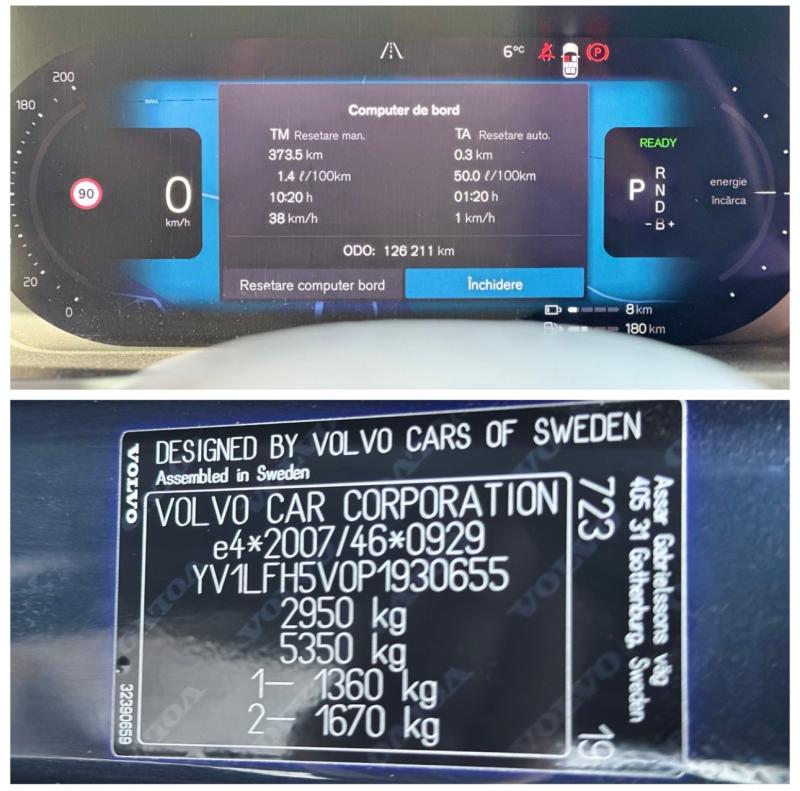 200
180
20
0
90
0
km/h
6°C
P
Computer de bord
TM Resetare man.
373.5 km
1.4 ℓ/100km
10:20 h
38 km/h
TA Resetare auto.
0.3 km
50.0 ℓ/100km
01:20 h
1 km/h
ODO: 126 211 km
Resetare computer bord
Închidere
READY
P
R
N
D
- B +
energie
încărca
8 km
180 km
VOLVO
DESIGNED BY VOLVO CARS OF SWEDEN
Assembled in Sweden
VOLVO CAR CORPORATION
e4*2007/46*0929
YV1LFH5V0P1930655
2950 kg
5350 kg
1– 1360 kg
2– 1670 kg
723
19
Assar Gabrielssons väg
405 31 Gothenburg, Sweden
32390659